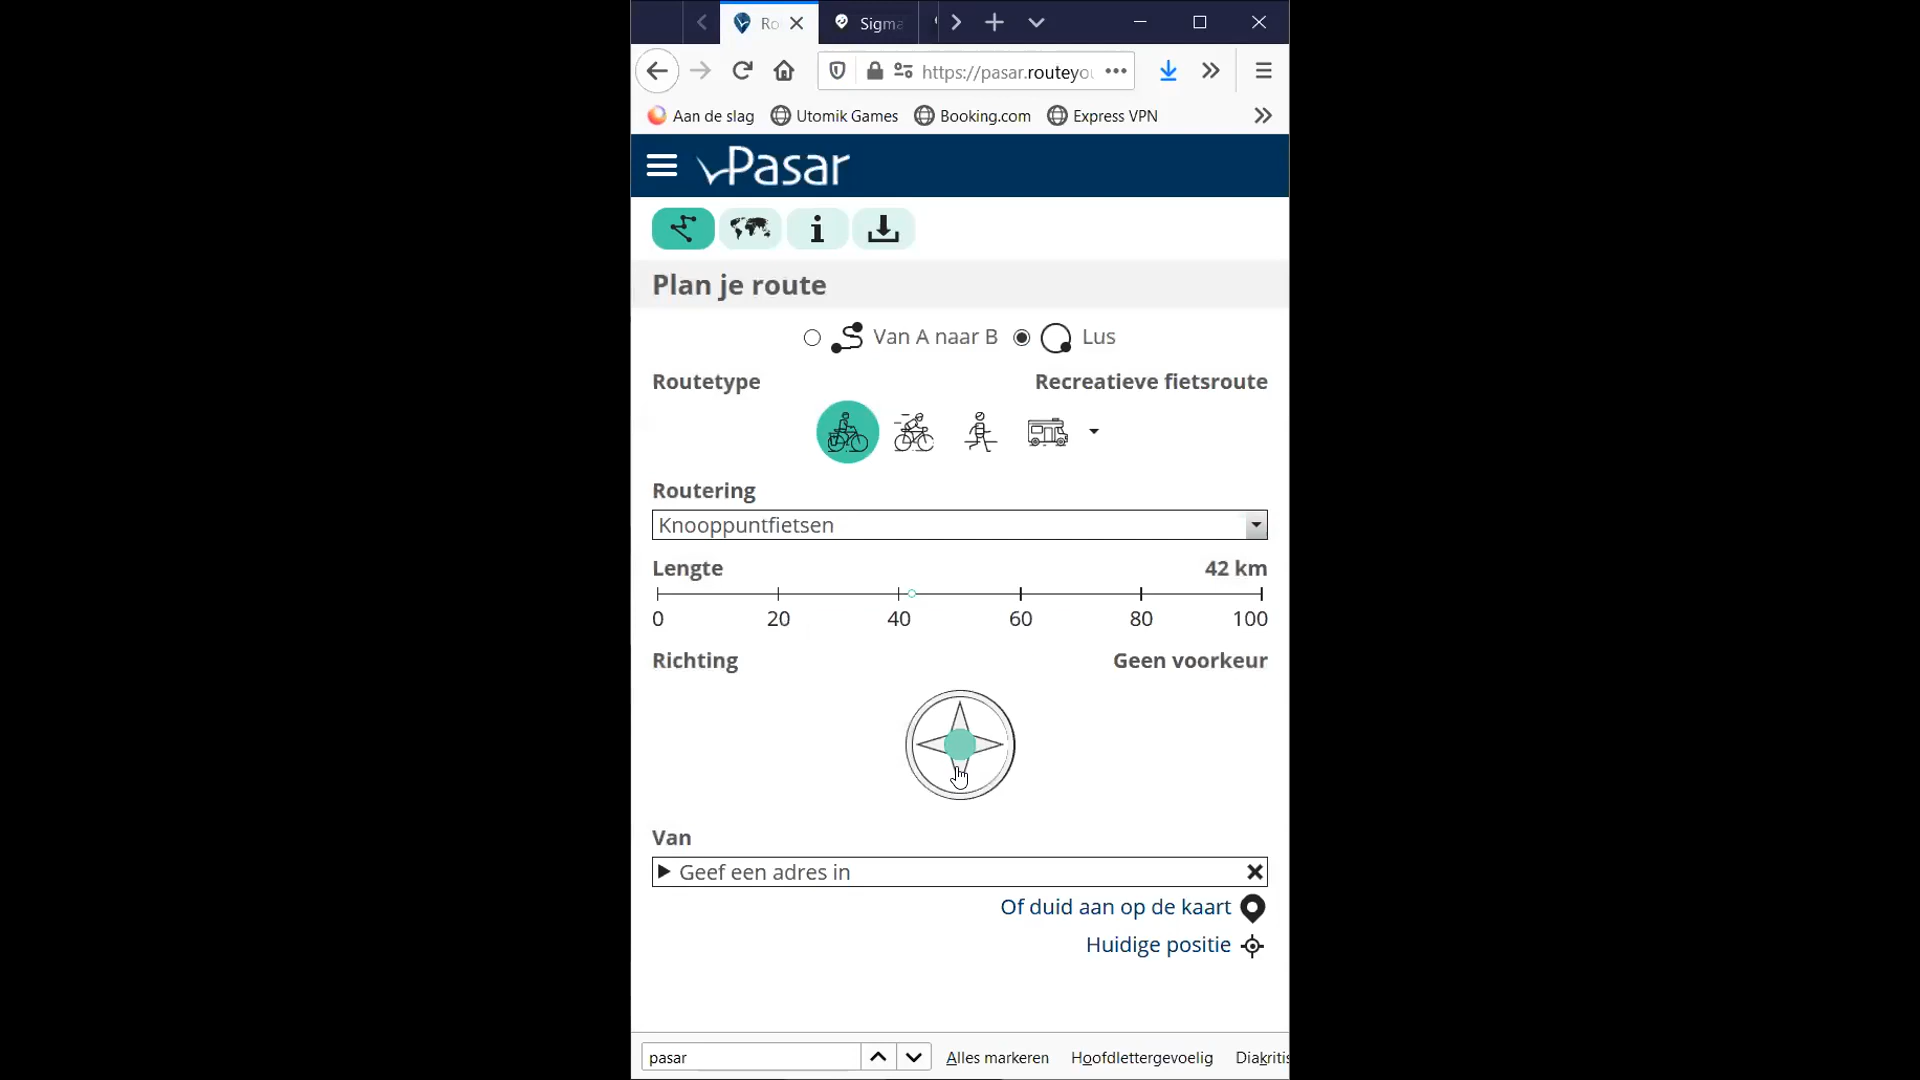 Ro
Sigma
https://pasar.routeyou
Aan de slag Utomik Games Booking.com Express VPN
Pasar
Plan je route
Van A naar B Lus
Routetype Recreatieve fietsroute
Routering
Knooppuntfietsen
Lengte 42 km
0 20 40 60 80 100
Richting Geen voorkeur
Van
Geef een adres in
Of duid aan op de kaart
Huidige positie
pasar Alles markeren Hoofdlettergevoelig Diakritis